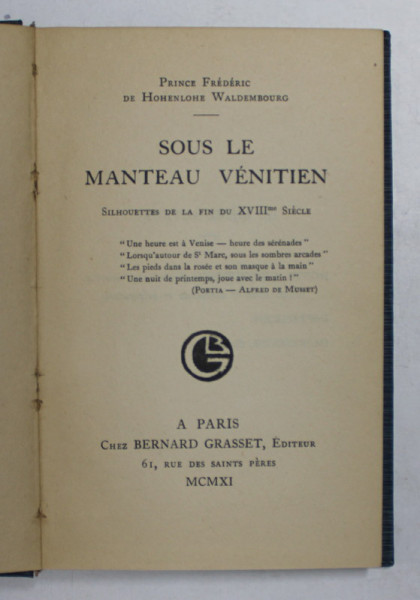 PRINCE FRÉDÉRIC
DE HOHENLOHE WALDEMBOURG
SOUS LE
MANTEAU VÉNITIEN
SILHOUETTES DE LA FIN DU XVIIIme SIÈCLE
"Une heure est à Venise — heure des sérénades"
"Lorsqu'autour de St Marc, sous les sombres arcades"
"Les pieds dans la rosée et son masque à la main"
"Une nuit de printemps, joue avec le matin !"
(PORTIA — ALFRED DE MUSSET)
BG
A PARIS
CHEZ BERNARD GRASSET, ÉDITEUR
61, RUE DES SAINTS PÈRES
MCMXI